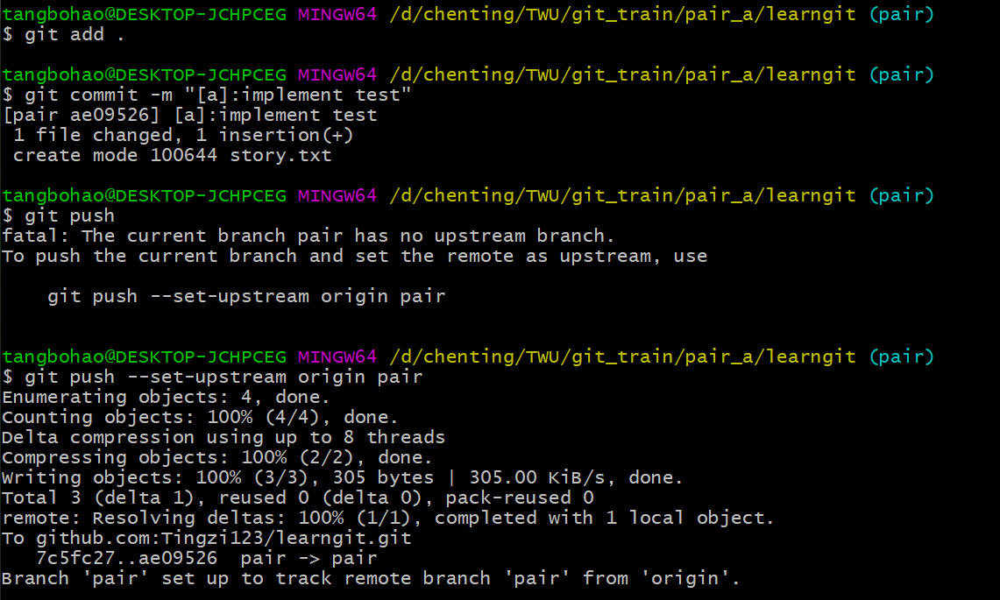 tangbohao@DESKTOP-JCHPCEG MINGW64 /d/chenting/TWU/git_train/pair_a/learngit (pair)
$ git add .
tangbohao@DESKTOP-JCHPCEG MINGW64 /d/chenting/TWU/git_train/pair_a/learngit (pair)
$ git commit -m "[a]:implement test"
[pair ae09526] [a]:implement test
 1 file changed, 1 insertion(+)
 create mode 100644 story.txt
tangbohao@DESKTOP-JCHPCEG MINGW64 /d/chenting/TWU/git_train/pair_a/learngit (pair)
$ git push
fatal: The current branch pair has no upstream branch.
To push the current branch and set the remote as upstream, use
    git push --set-upstream origin pair
tangbohao@DESKTOP-JCHPCEG MINGW64 /d/chenting/TWU/git_train/pair_a/learngit (pair)
$ git push --set-upstream origin pair
Enumerating objects: 4, done.
Counting objects: 100% (4/4), done.
Delta compression using up to 8 threads
Compressing objects: 100% (2/2), done.
Writing objects: 100% (3/3), 305 bytes | 305.00 KiB/s, done.
Total 3 (delta 1), reused 0 (delta 0), pack-reused 0
remote: Resolving deltas: 100% (1/1), completed with 1 local object.
To github.com:Tingzi123/learngit.git
   7c5fc27..ae09526  pair -> pair
Branch 'pair' set up to track remote branch 'pair' from 'origin'.